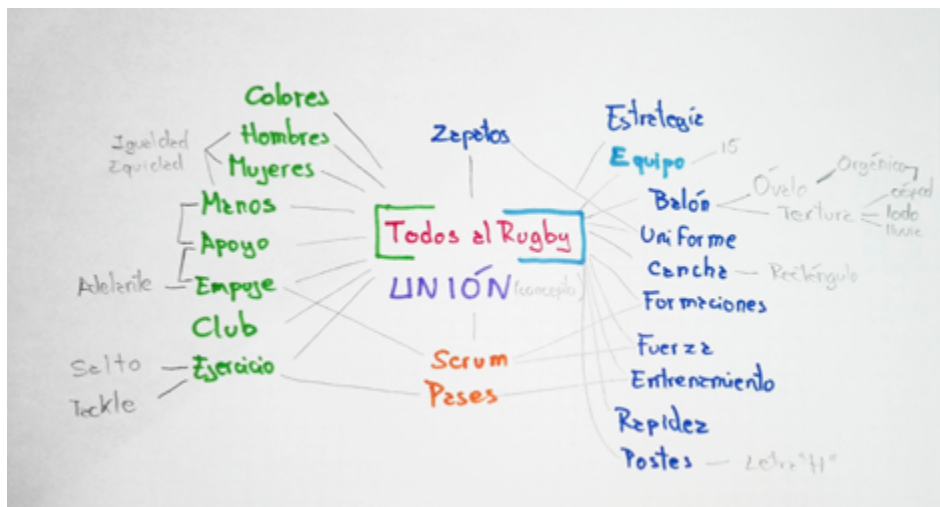 Colores
Hombres
Mujeres
Igualdad
Equidad
Manos
Apoyo
Adelante
Empuje
Club
Salto
Ejercicio
Tackle
Zapatos
Todos al Rugby
UNIÓN (concepto)
Scrum
Pases
Estrategia
Equipo
15
Balón
Óvalo
Orgánico
Textura
césped
lodo
lluvia
Uniforme
Cancha
Rectángulo
Formaciones
Fuerza
Entrenamiento
Rapidez
Postes
Letra "H"